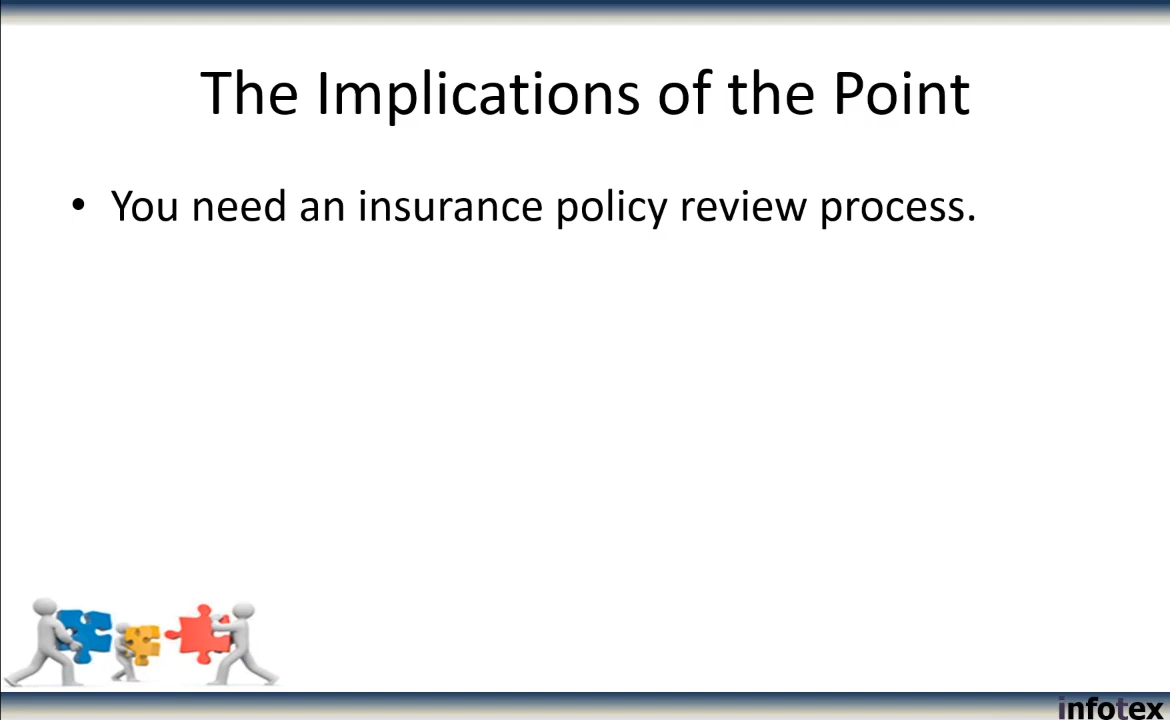 The Implications of the Point
• You need an insurance policy review process.
infotex